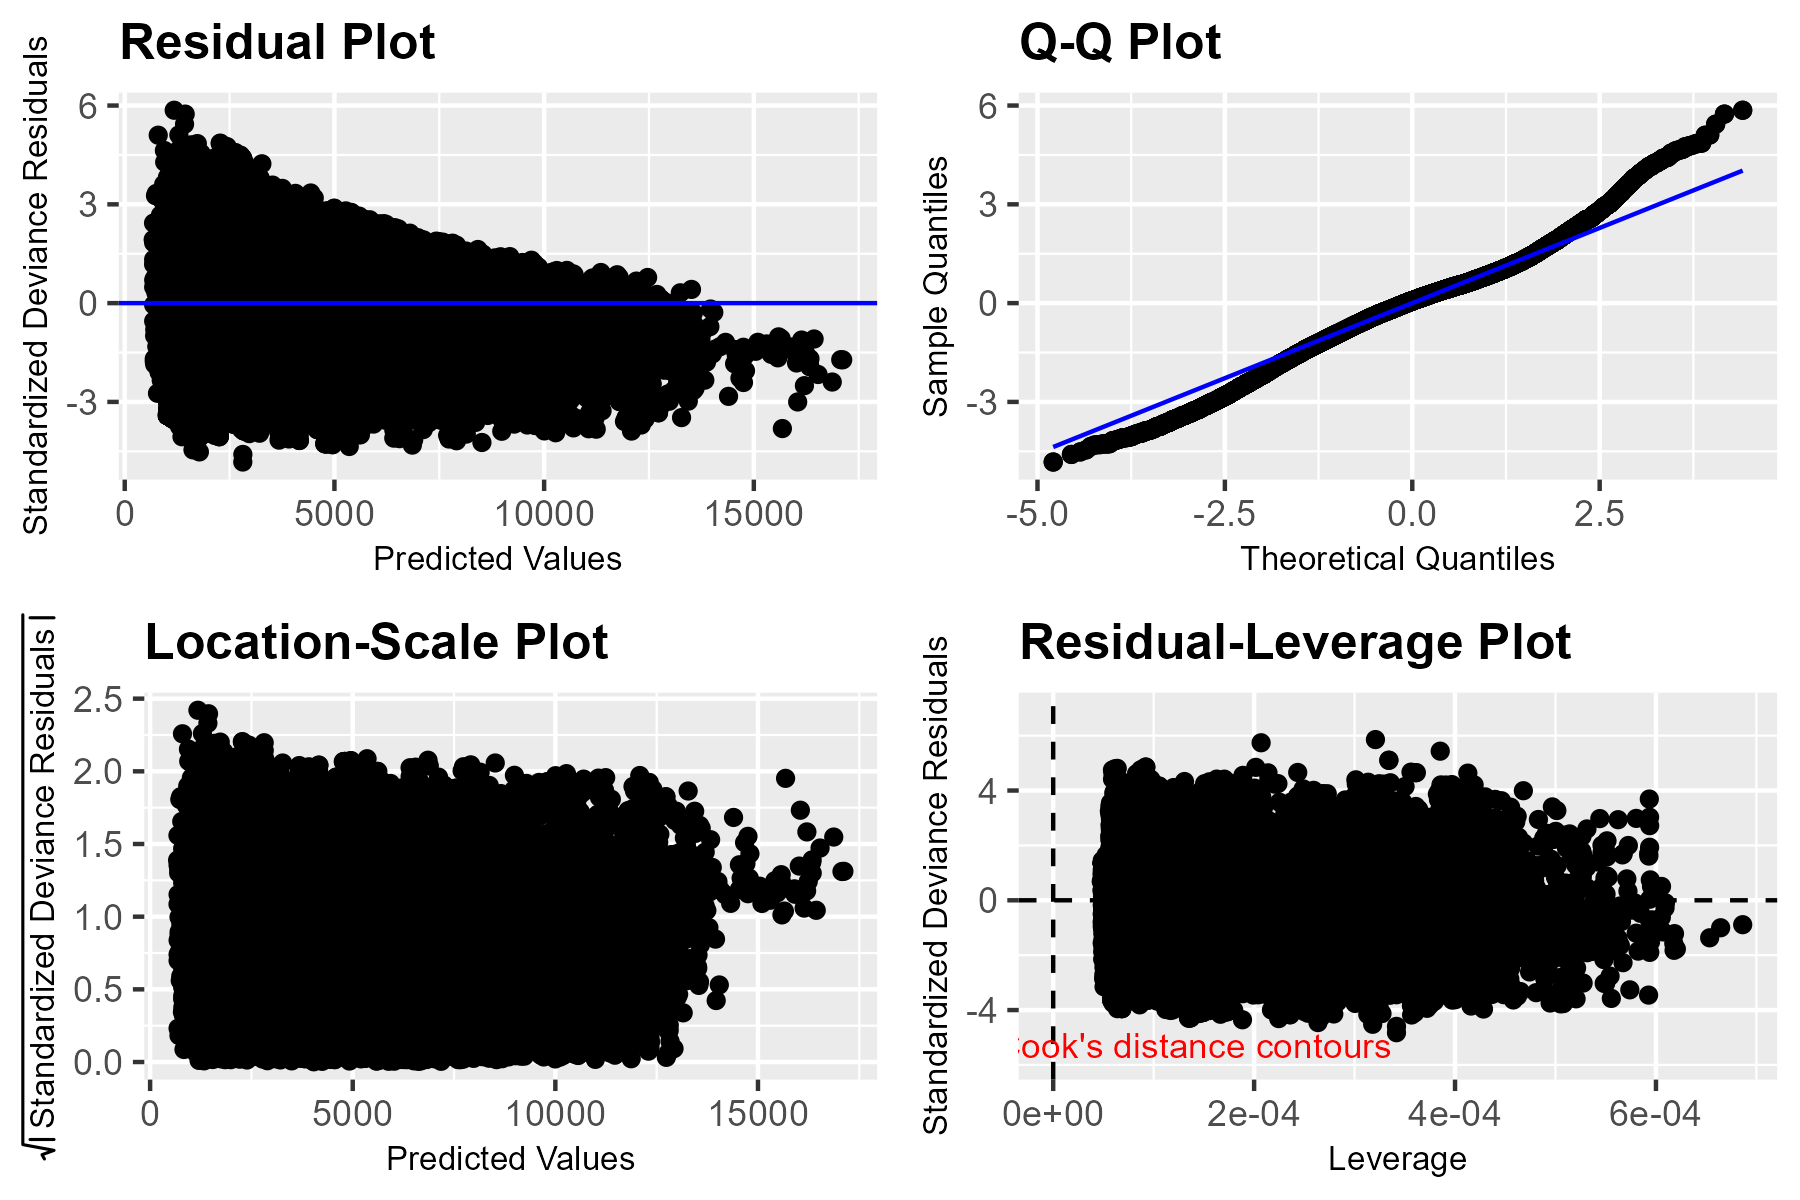 Residual Plot
Standardized Deviance Residuals
6
3
0
-3
0
5000
10000
15000
Predicted Values
Q-Q Plot
Sample Quantiles
6
3
0
-3
-5.0
-2.5
0.0
2.5
Theoretical Quantiles
Location-Scale Plot
√| Standardized Deviance Residuals |
2.5
2.0
1.5
1.0
0.5
0.0
0
5000
10000
15000
Predicted Values
Residual-Leverage Plot
Standardized Deviance Residuals
4
0
-4
Cook's distance contours
0e+00
2e-04
4e-04
6e-04
Leverage